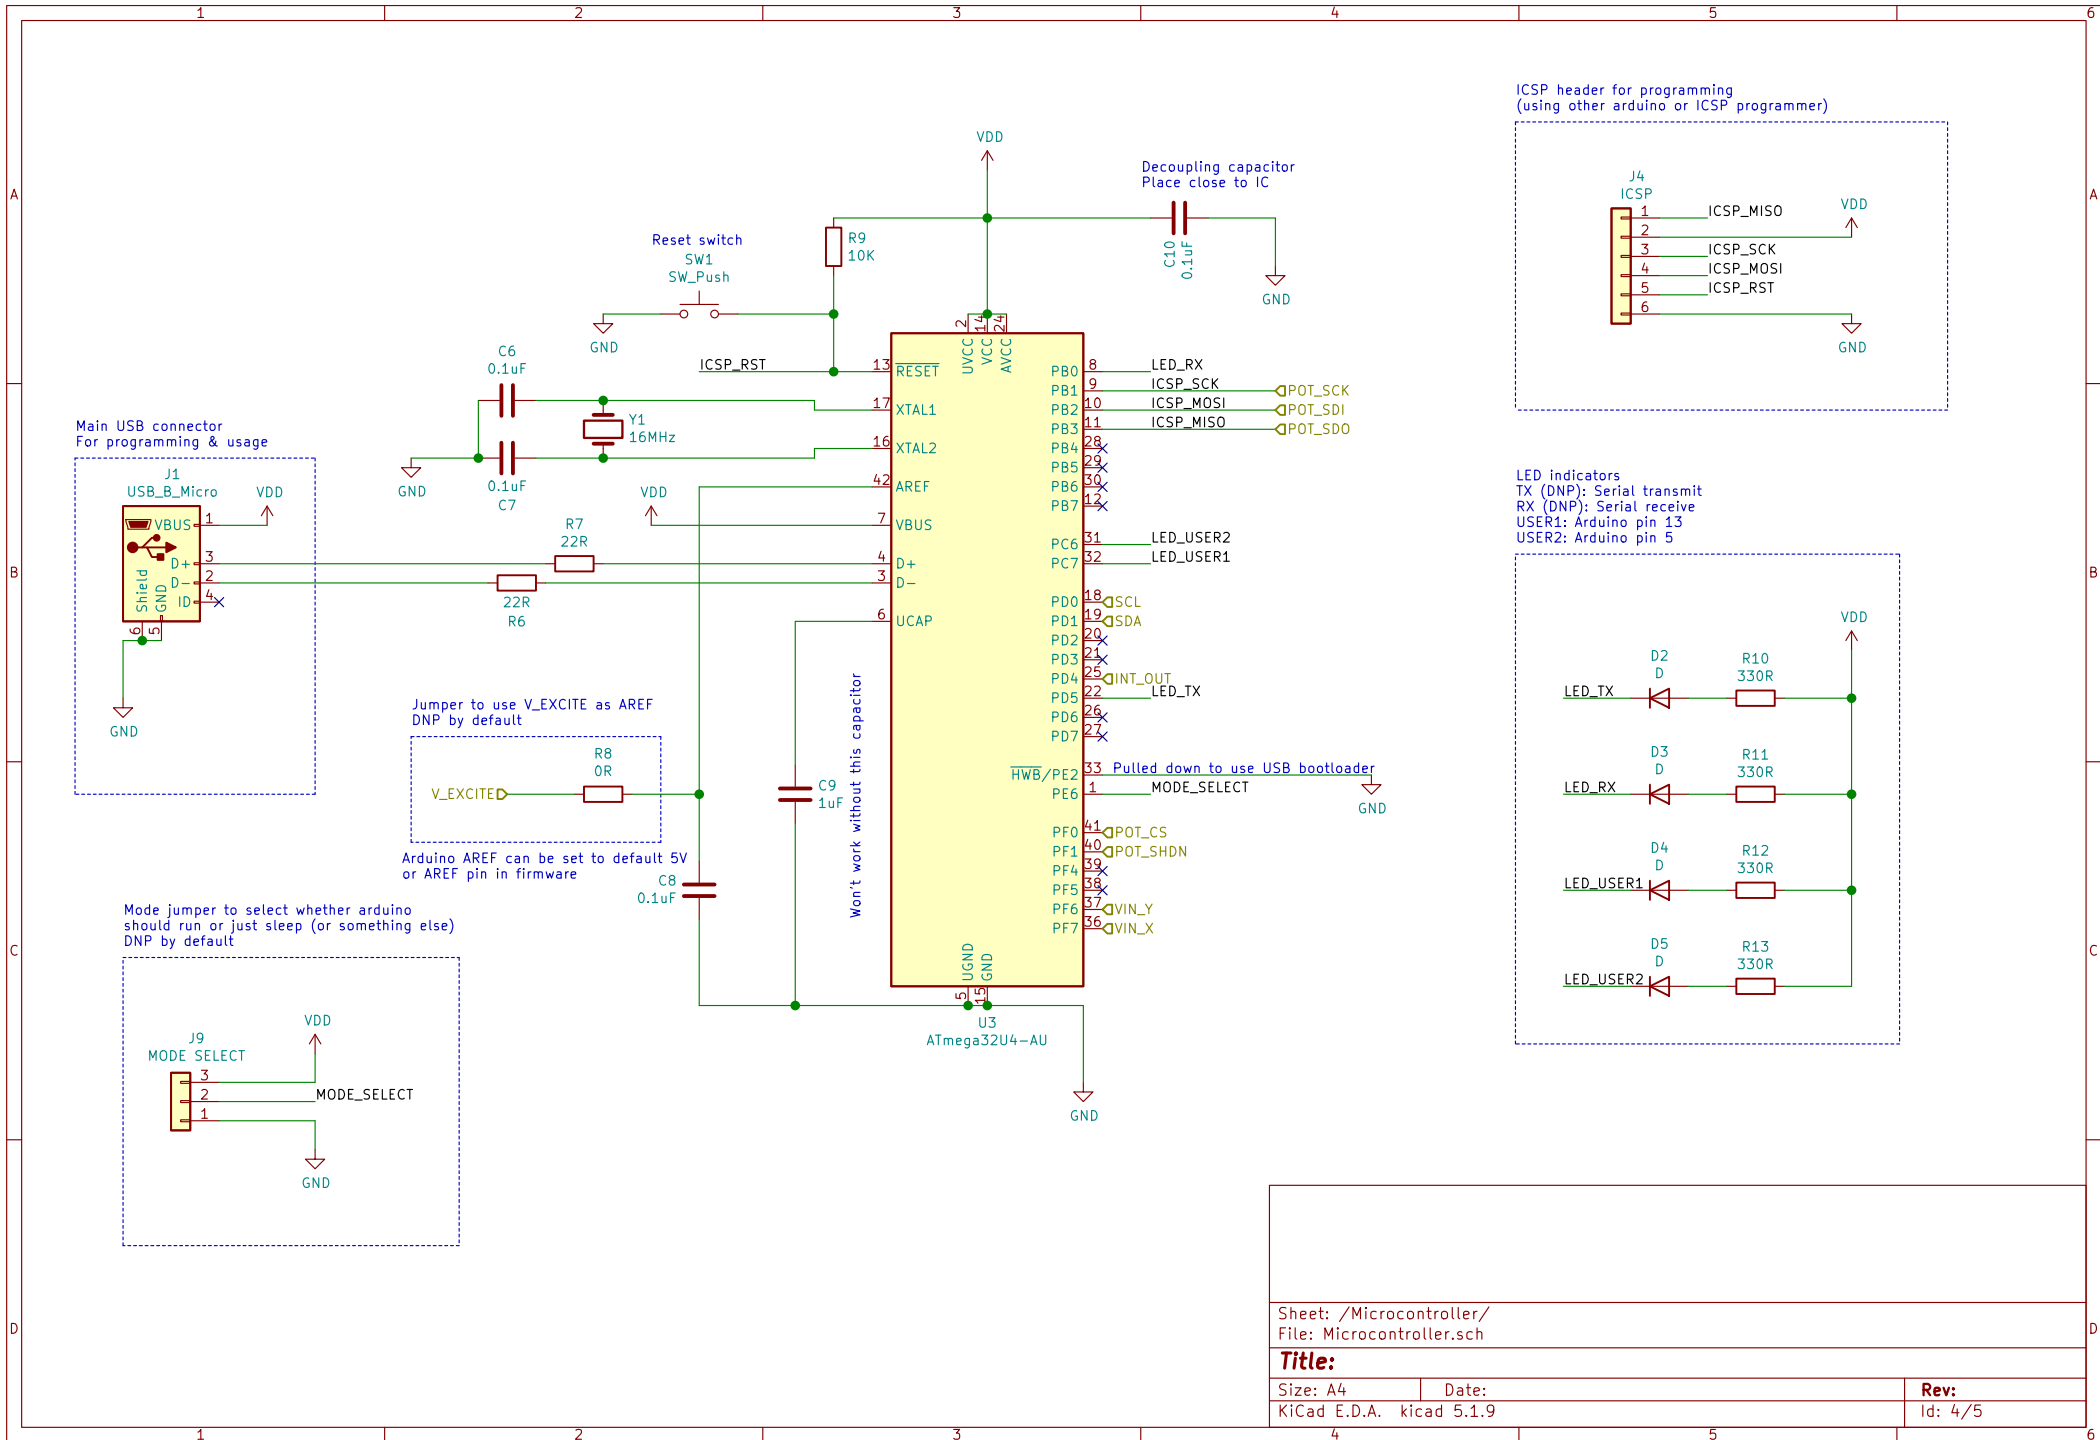 1 2 3 4 5 6
A
B
C
D
A
B
C
D
1 2 3 4 5 6
ICSP header for programming
(using other arduino or ICSP programmer)
J4
ICSP
1 ICSP_MISO
2
VDD
3 ICSP_SCK
4 ICSP_MOSI
5 ICSP_RST
6
GND
VDD
Decoupling capacitor
Place close to IC
C10
0.1uF
GND
R9
10K
Reset switch
SW1
SW_Push
GND
ICSP_RST
C6
0.1uF
Y1
16MHz
0.1uF
C7
GND
VDD
Main USB connector
For programming & usage
J1
USB_B_Micro
VDD
VBUS 1
D+ 3
D- 2
ID 4
Shield
GND
6
5
GND
R7
22R
22R
R6
Jumper to use V_EXCITE as AREF
DNP by default
R8
0R
V_EXCITE
Arduino AREF can be set to default 5V
or AREF pin in firmware
C8
0.1uF
C9
1uF
Won't work without this capacitor
2
14
24
UVCC
VCC
AVCC
13 RESET
17 XTAL1
16 XTAL2
42 AREF
7 VBUS
4 D+
3 D-
6 UCAP
PB0 8 LED_RX
PB1 9 ICSP_SCK POT_SCK
PB2 10 ICSP_MOSI POT_SDI
PB3 11 ICSP_MISO POT_SDO
PB4 28
PB5 29
PB6 30
PB7 12
PC6 31 LED_USER2
PC7 32 LED_USER1
PD0 18 SCL
PD1 19 SDA
PD2 20
PD3 21
PD4 25 INT_OUT
PD5 22 LED_TX
PD6 26
PD7 27
HWB/PE2 33 Pulled down to use USB bootloader
PE6 1 MODE_SELECT
GND
PF0 41 POT_CS
PF1 40 POT_SHDN
PF4 39
PF5 38
PF6 37 VIN_Y
PF7 36 VIN_X
UGND
GND
5
15
U3
ATmega32U4-AU
GND
Mode jumper to select whether arduino
should run or just sleep (or something else)
DNP by default
J9
MODE SELECT
VDD
3
2 MODE_SELECT
1
GND
LED indicators
TX (DNP): Serial transmit
RX (DNP): Serial receive
USER1: Arduino pin 13
USER2: Arduino pin 5
VDD
D2
D
R10
330R
LED_TX
D3
D
R11
330R
LED_RX
D4
D
R12
330R
LED_USER1
D5
D
R13
330R
LED_USER2
Sheet: /Microcontroller/
File: Microcontroller.sch
Title:
Size: A4 Date: Rev:
KiCad E.D.A. kicad 5.1.9 Id: 4/5